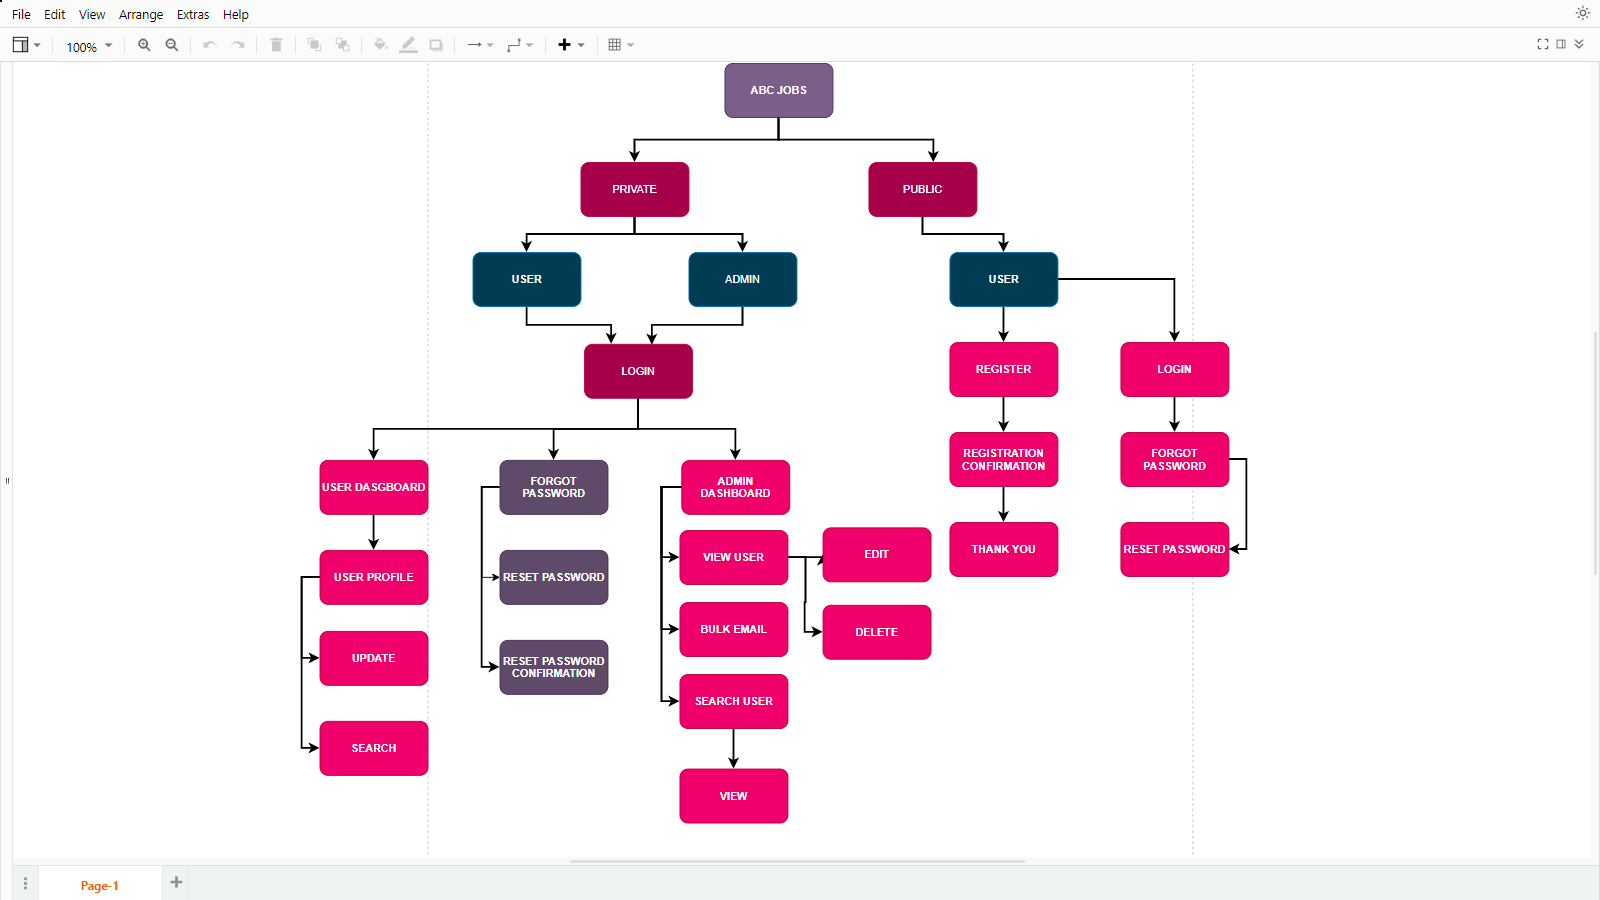 File Edit View Arrange Extras Help
100%
ABC JOBS
PRIVATE
PUBLIC
USER
ADMIN
USER
LOGIN
REGISTER
LOGIN
USER DASGBOARD
FORGOT
PASSWORD
ADMIN
DASHBOARD
REGISTRATION
CONFIRMATION
FORGOT
PASSWORD
USER PROFILE
RESET PASSWORD
VIEW USER
EDIT
THANK YOU
RESET PASSWORD
UPDATE
RESET PASSWORD
CONFIRMATION
BULK EMAIL
DELETE
SEARCH
SEARCH USER
VIEW
Page-1